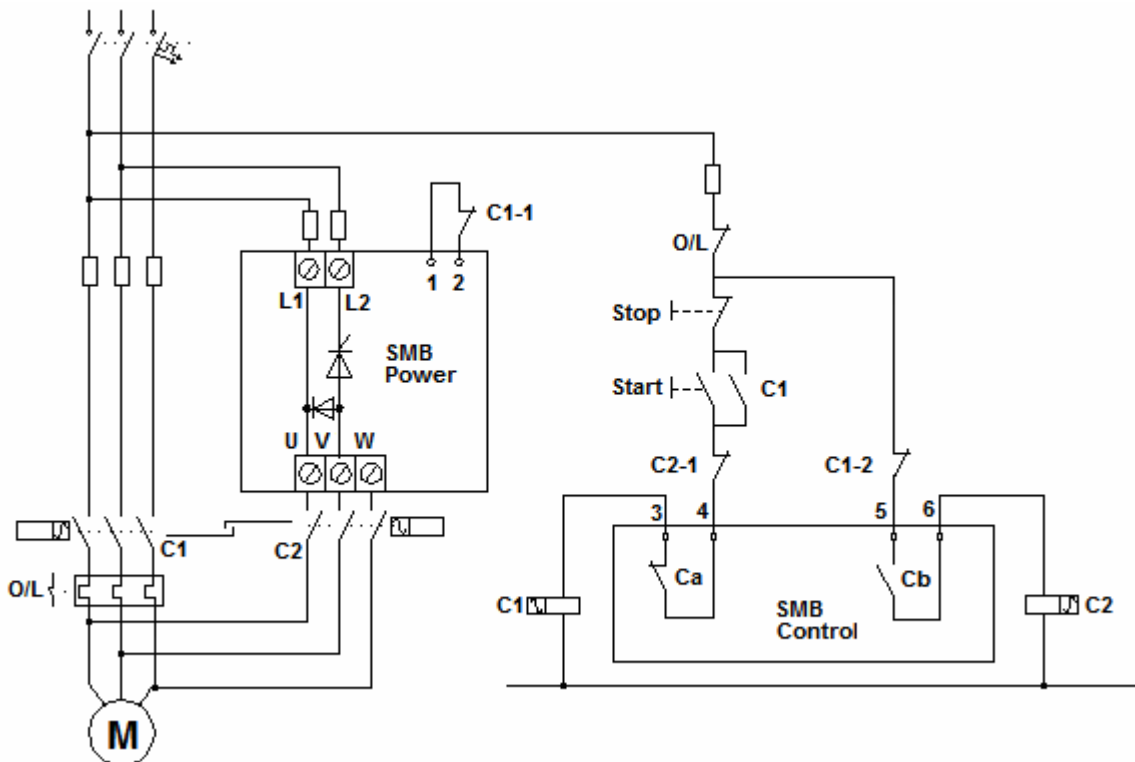 C1-1
1 2
L1 L2
SMB
Power
U V W
C1
C2
O/L
M
O/L
Stop
Start
C1
C2-1
C1-2
3 4 5 6
Ca
Cb
C1
SMB
Control
C2